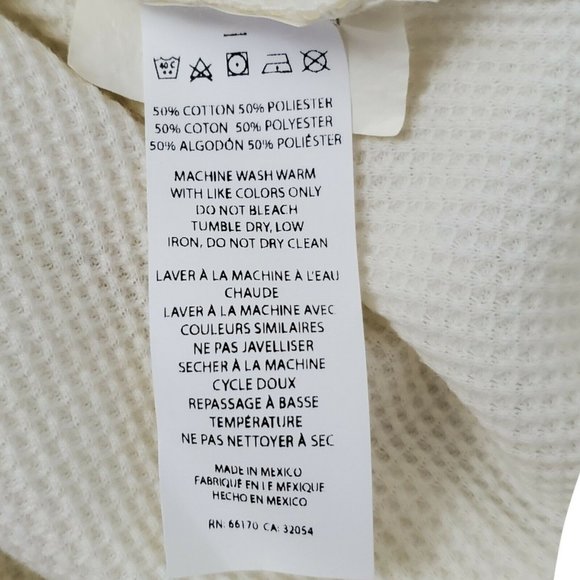 40 C
50% COTTON 50% POLIESTER
50% COTON 50% POLYESTER
50% ALGODÓN 50% POLIÉSTER
MACHINE WASH WARM
WITH LIKE COLORS ONLY
DO NOT BLEACH
TUMBLE DRY, LOW
IRON, DO NOT DRY CLEAN
LAVER À LA MACHINE À L'EAU
CHAUDE
LAVER À LA MACHINE AVEC
COULEURS SIMILAIRES
NE PAS JAVELLISER
SECHER À LA MACHINE
CYCLE DOUX
REPASSAGE À BASSE
TEMPÉRATURE
NE PAS NETTOYER À SEC
MADE IN MEXICO
FABRIQUÉ EN LE MEXIQUE
HECHO EN MEXICO
RN: 66170 CA: 32054